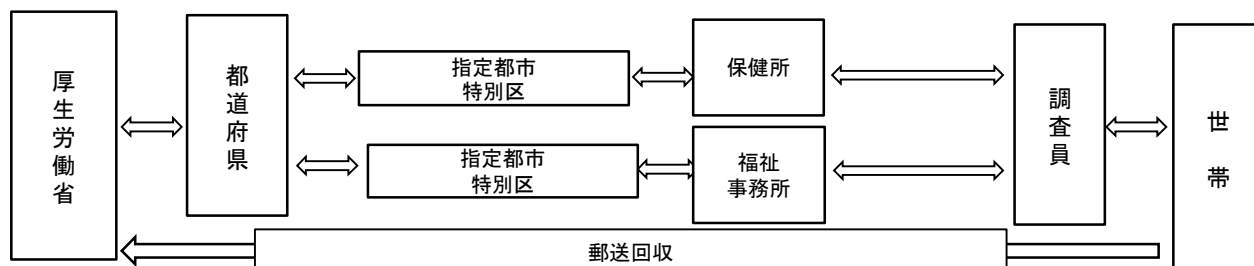 厚生労働省
都道府県
指定都市
特別区
保健所
指定都市
特別区
福祉
事務所
調査員
世帯
郵送回収